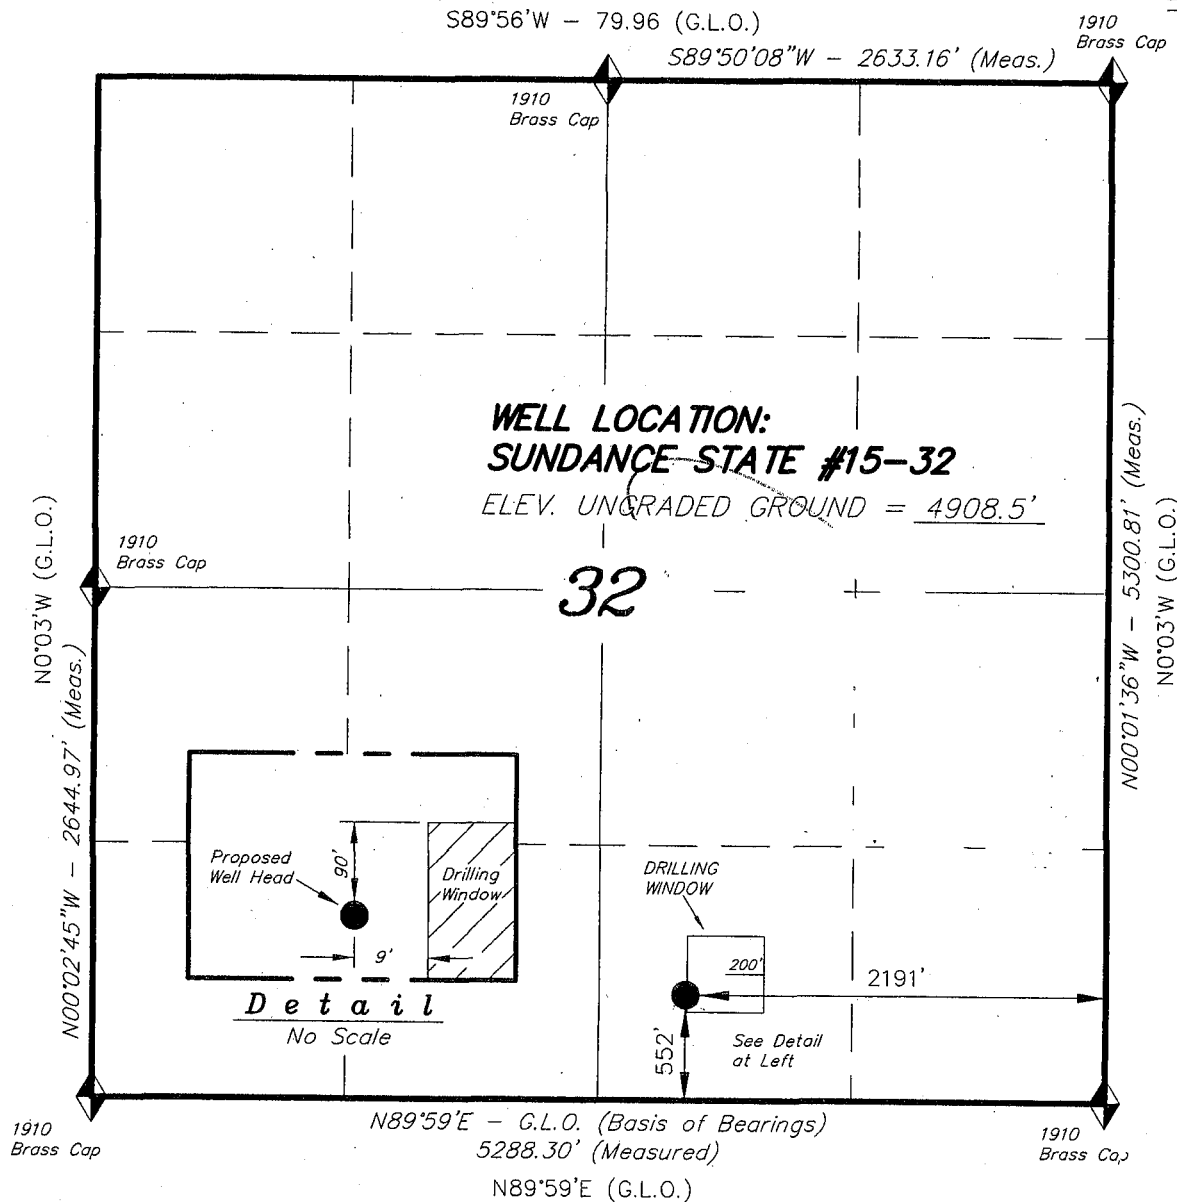 S89°56'W – 79.96 (G.L.O.)
1910
Brass Cap
S89°50'08"W – 2633.16' (Meas.)
1910
Brass Cap
WELL LOCATION:
SUNDANCE STATE #15–32
ELEV. UNGRADED GROUND = 4908.5'
N0°03'W (G.L.O.)
1910
Brass Cap
32
N00°01'36"W – 5300.81' (Meas.)
N0°03'W (G.L.O.)
N00°02'45"W – 2644.97' (Meas.)
Proposed
Well Head
90'
Drilling
Window
9'
Detail
No Scale
DRILLING
WINDOW
200'
2191'
552'
See Detail
at Left
1910
Brass Cap
N89°59'E – G.L.O. (Basis of Bearings)
5288.30' (Measured)
N89°59'E (G.L.O.)
1910
Brass Cap